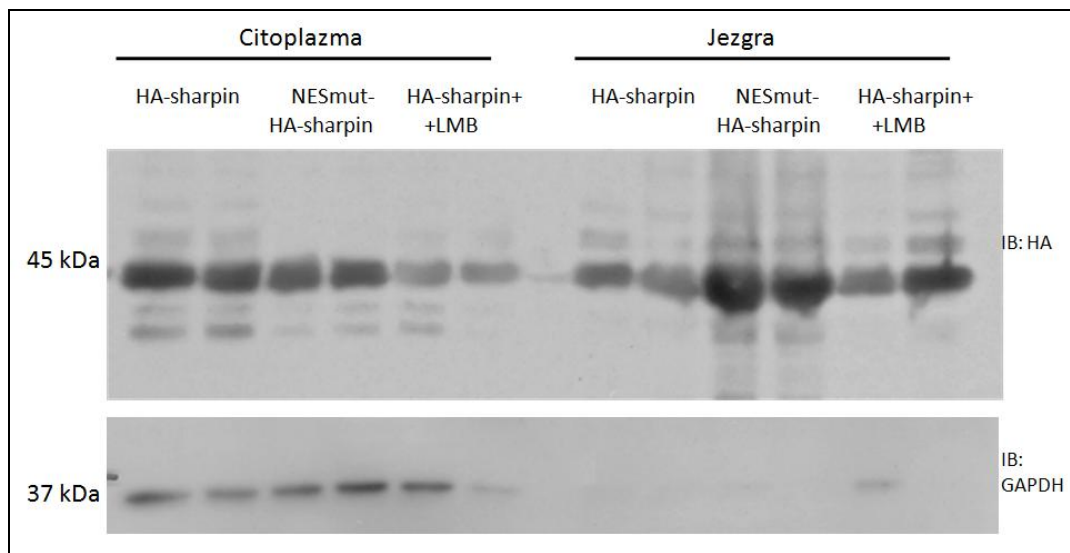 Citoplazma
Jezgra
HA-sharpin
NESmut-
HA-sharpin
HA-sharpin+
+LMB
HA-sharpin
NESmut-
HA-sharpin
HA-sharpin+
+LMB
45 kDa
IB: HA
37 kDa
IB:
GAPDH